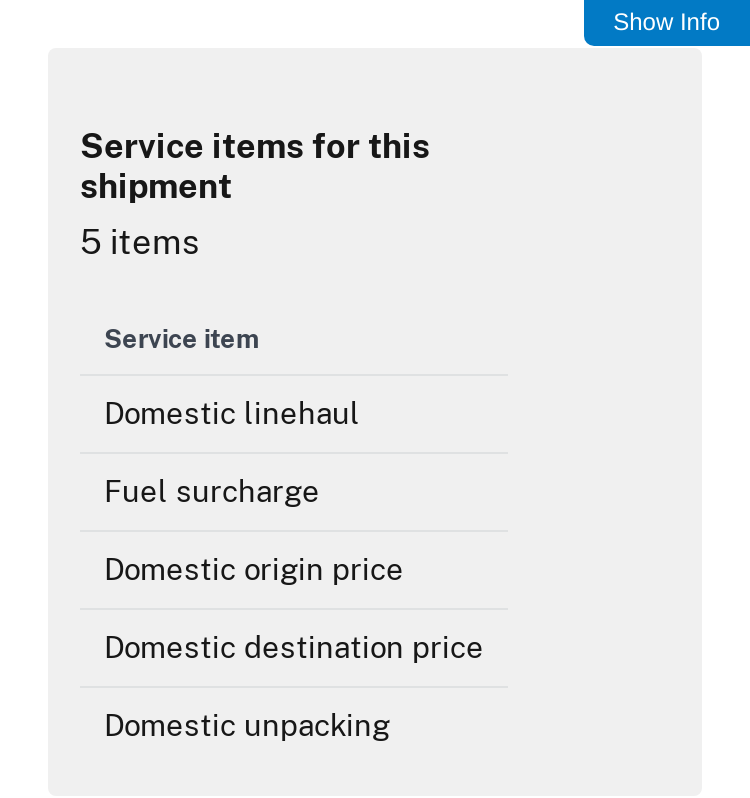 Show Info
Service items for this
shipment
5 items
Service item
Domestic linehaul
Fuel surcharge
Domestic origin price
Domestic destination price
Domestic unpacking